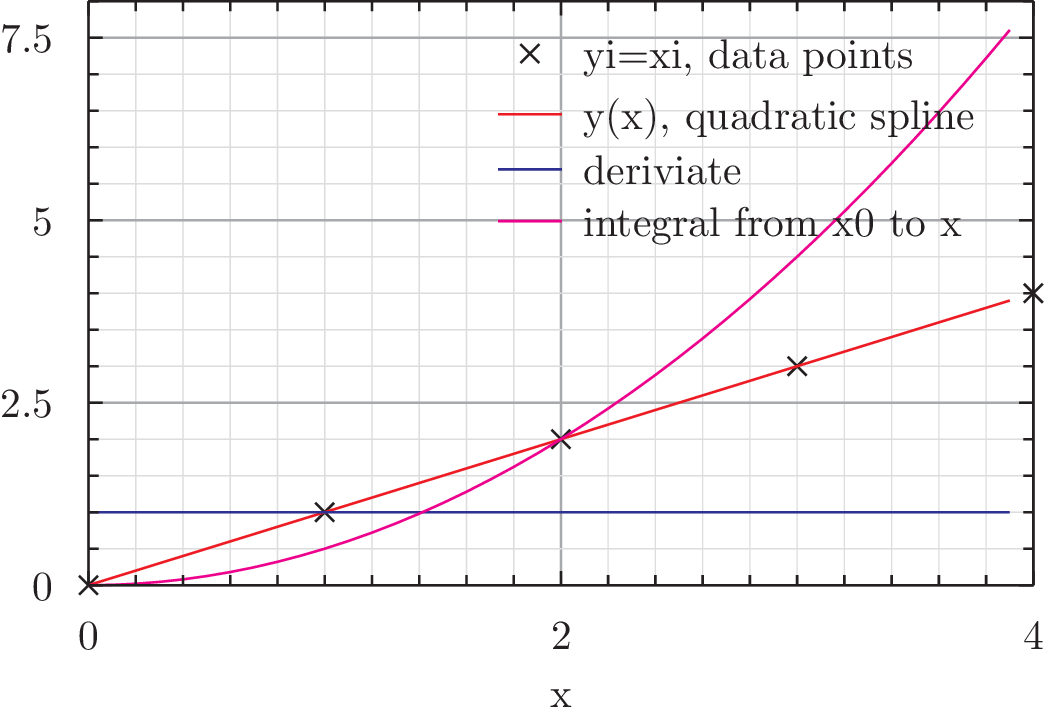 7.5
yi=xi, data points
y(x), quadratic spline
deriviate
5
integral from x0 to x
2.5
0
0 2 4
x